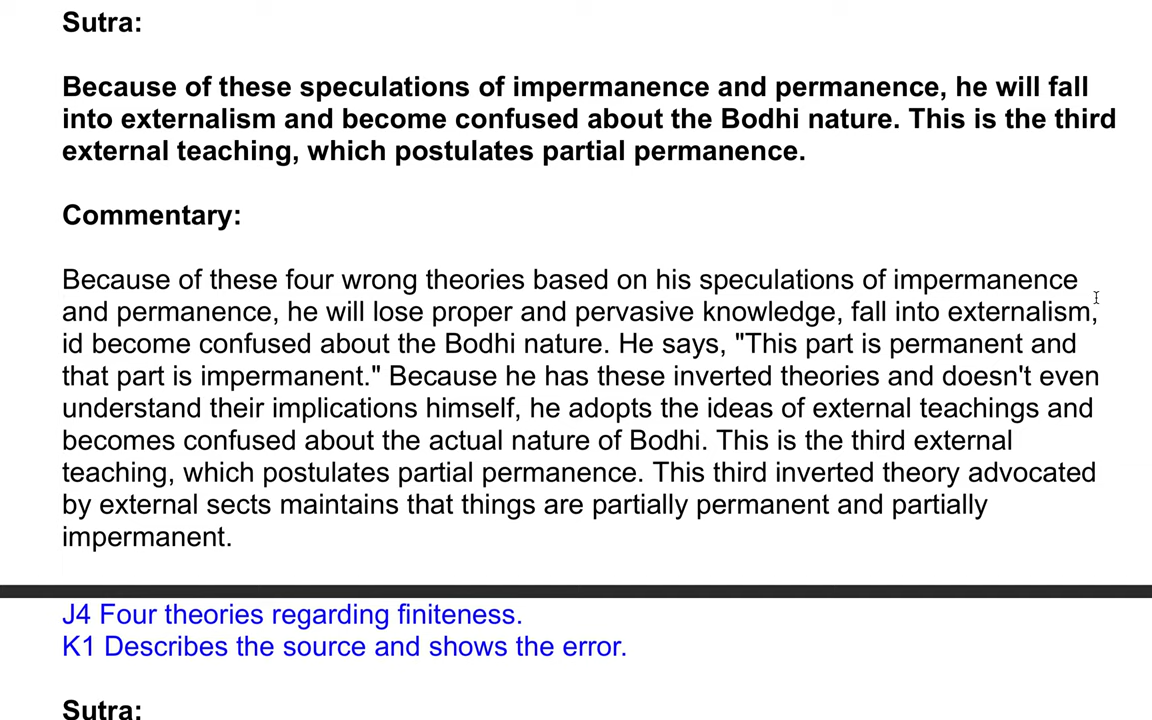 Sutra:
Because of these speculations of impermanence and permanence, he will fall
into externalism and become confused about the Bodhi nature. This is the third
external teaching, which postulates partial permanence.
Commentary:
Because of these four wrong theories based on his speculations of impermanence
and permanence, he will lose proper and pervasive knowledge, fall into externalism,
id become confused about the Bodhi nature. He says, "This part is permanent and
that part is impermanent." Because he has these inverted theories and doesn't even
understand their implications himself, he adopts the ideas of external teachings and
becomes confused about the actual nature of Bodhi. This is the third external
teaching, which postulates partial permanence. This third inverted theory advocated
by external sects maintains that things are partially permanent and partially
impermanent.
J4 Four theories regarding finiteness.
K1 Describes the source and shows the error.
Sutra: